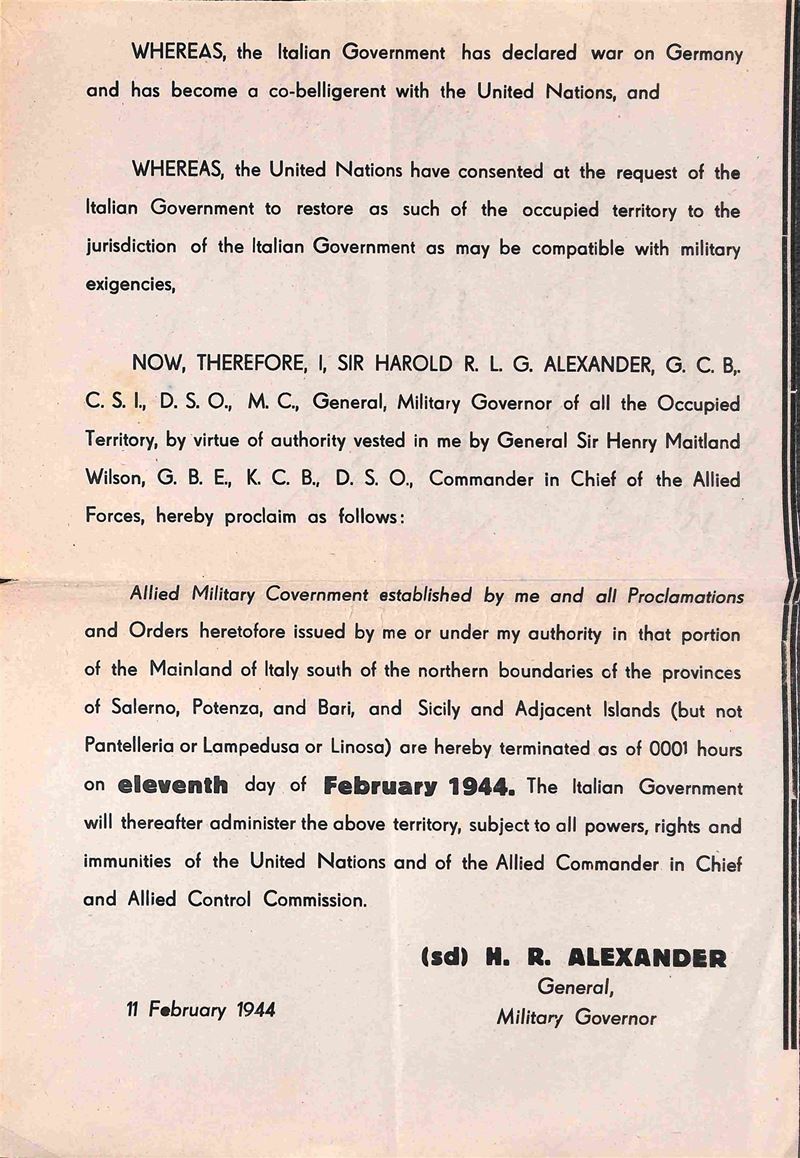 WHEREAS, the Italian Government has declared war on Germany
and has become a co-belligerent with the United Nations, and
WHEREAS, the United Nations have consented at the request of the
Italian Government to restore as such of the occupied territory to the
jurisdiction of the Italian Government as may be compatible with military
exigencies,
NOW, THEREFORE, I, SIR HAROLD R. L. G. ALEXANDER, G. C. B,.
C. S. I., D. S. O., M. C., General, Military Governor of all the Occupied
Territory, by virtue of authority vested in me by General Sir Henry Maitland
Wilson, G. B. E., K. C. B., D. S. O., Commander in Chief of the Allied
Forces, hereby proclaim as follows:
Allied Military Covernment established by me and all Proclamations
and Orders heretofore issued by me or under my authority in that portion
of the Mainland of Italy south of the northern boundaries of the provinces
of Salerno, Potenza, and Bari, and Sicily and Adjacent Islands (but not
Pantelleria or Lampedusa or Linosa) are hereby terminated as of 0001 hours
on eleventh day of February 1944. The Italian Government
will thereafter administer the above territory, subject to all powers, rights and
immunities of the United Nations and of the Allied Commander in Chief
and Allied Control Commission.
(sd) H. R. ALEXANDER
General,
11 February 1944
Military Governor